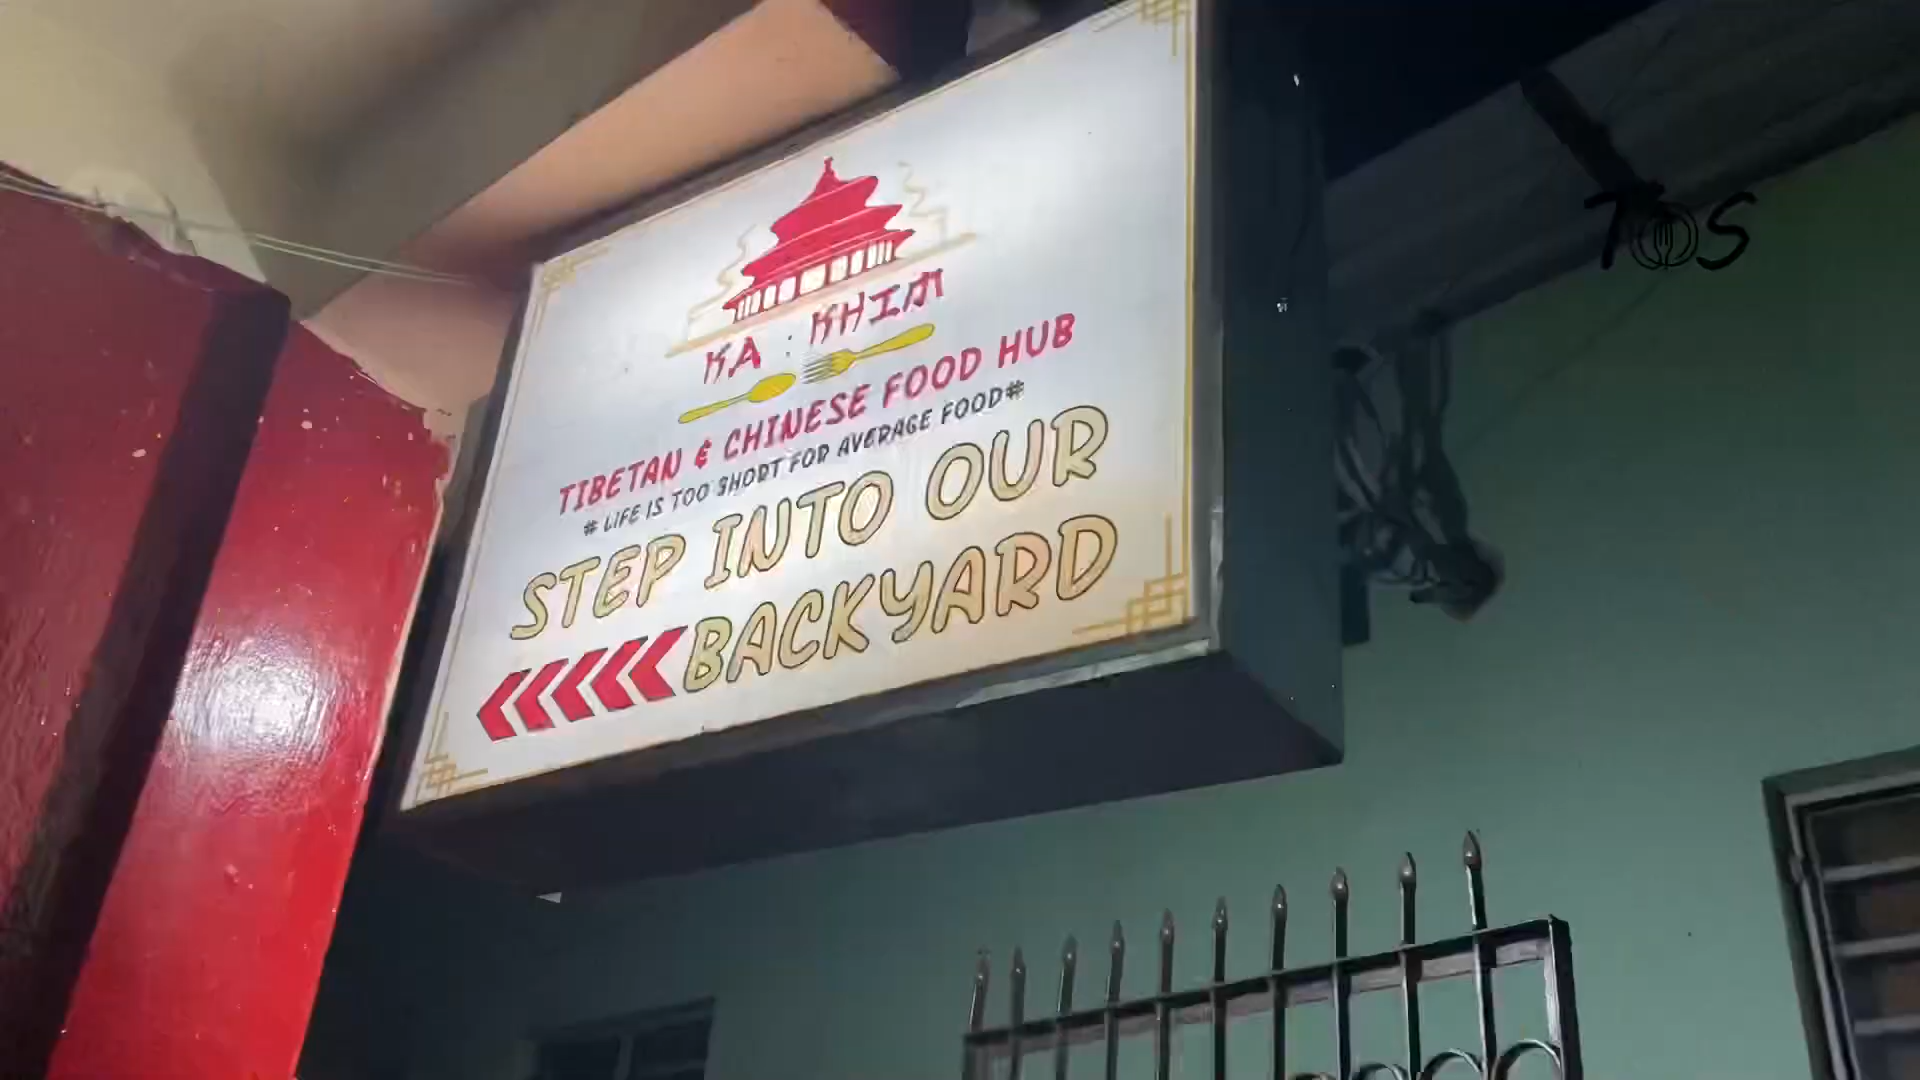 KA KHIM
TIBETAN & CHINESE FOOD HUB
# LIFE IS TOO SHORT FOR AVERAGE FOOD#
STEP INTO OUR
BACKYARD
TOS